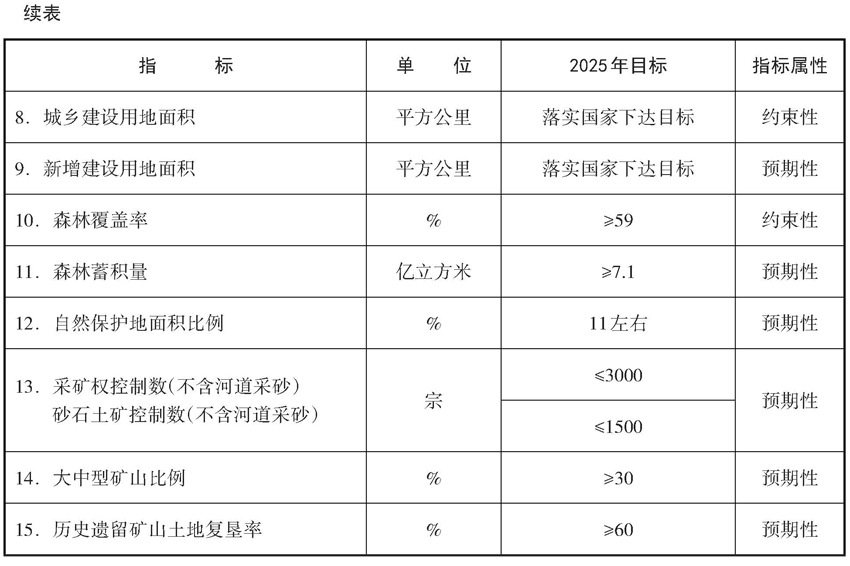 续表
指 标 单 位 2025年目标 指标属性
8. 城乡建设用地面积 平方公里 落实国家下达目标 约束性
9. 新增建设用地面积 平方公里 落实国家下达目标 预期性
10. 森林覆盖率 % ≥59 约束性
11. 森林蓄积量 亿立方米 ≥7.1 预期性
12. 自然保护地面积比例 % 11左右 预期性
13. 采矿权控制数(不含河道采砂) 宗 ≤3000 预期性
砂石土矿控制数(不含河道采砂) ≤1500
14. 大中型矿山比例 % ≥30 预期性
15. 历史遗留矿山土地复垦率 % ≥60 预期性